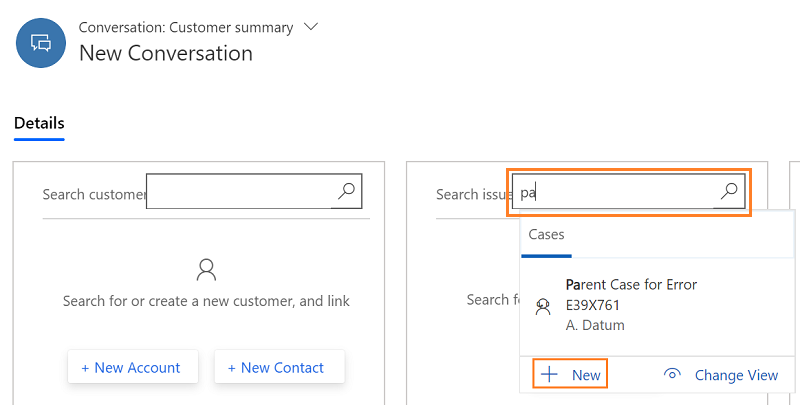 Conversation: Customer summary
New Conversation
Details
Search customer
Search issue
pa
Cases
Parent Case for Error
E39X761
A. Datum
Search for or create a new customer, and link
Search fo
+ New Account
+ New Contact
New
Change View